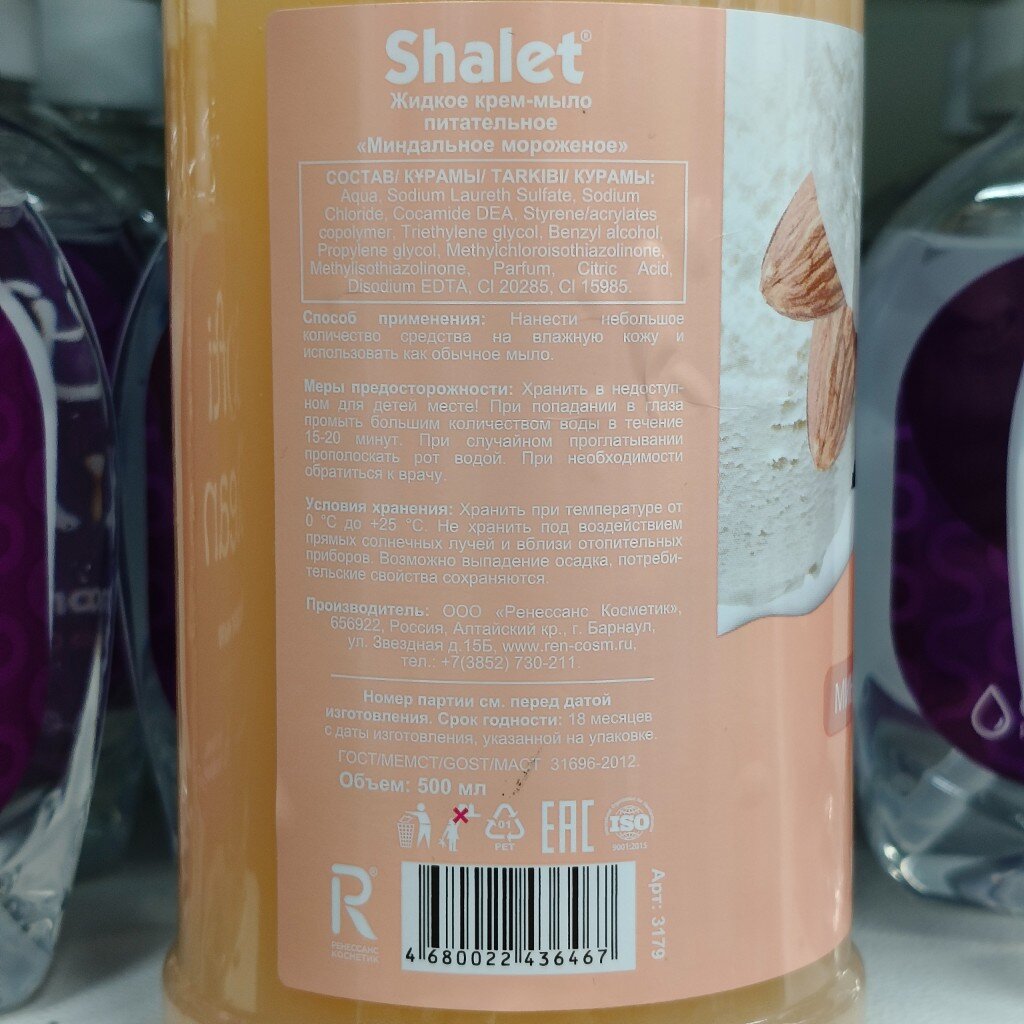 Shalet®
Жидкое крем-мыло
питательное
«Миндальное мороженое»
СОСТАВ/ КУРАМЫ/ TARKIBI/ КУРАМЫ:
Aqua, Sodium Laureth Sulfate, Sodium
Chloride, Cocamide DEA, Styrene/acrylates
copolymer, Triethylene glycol, Benzyl alcohol,
Propylene glycol, Methylchloroisothiazolinone,
Methylisothiazolinone, Parfum, Citric Acid,
Disodium EDTA, CI 20285, CI 15985.
Способ применения: Нанести небольшое
количество средства на влажную кожу и
использовать как обычное мыло.
Меры предосторожности: Хранить в недоступ-
ном для детей месте! При попадании в глаза
промыть большим количеством воды в течение
15-20 минут. При случайном проглатывании
прополоскать рот водой. При необходимости
обратиться к врачу.
Условия хранения: Хранить при температуре от
0 °С до +25 °С. Не хранить под воздействием
прямых солнечных лучей и вблизи отопительных
приборов. Возможно выпадение осадка, потреби-
тельские свойства сохраняются.
Производитель: ООО «Ренессанс Косметик»,
656922, Россия, Алтайский кр., г. Барнаул,
ул. Звездная д.15Б, www.ren-cosm.ru,
тел.: +7(3852) 730-211.
Номер партии см. перед датой
изготовления. Срок годности: 18 месяцев
с даты изготовления, указанной на упаковке.
ГОСТ/МЕМСТ/GOST/МАСТ 31696-2012.
Объем: 500 мл
01
PET
EAC
ISO
9001:2015
R®
РЕНЕССАНС
КОСМЕТИК
4 680022 436467
Арт: 3179